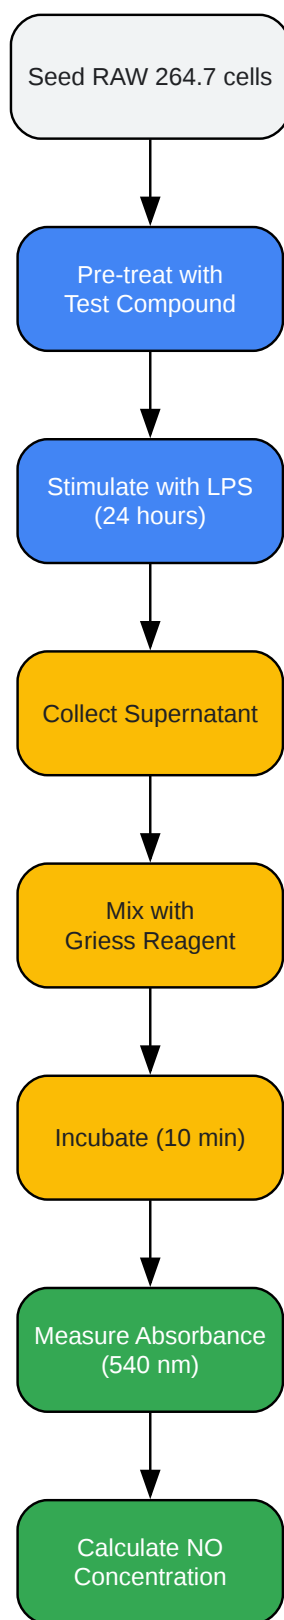 Seed RAW 264.7 cells
Pre-treat with
Test Compound
Stimulate with LPS
(24 hours)
Collect Supernatant
Mix with
Griess Reagent
Incubate (10 min)
Measure Absorbance
(540 nm)
Calculate NO
Concentration